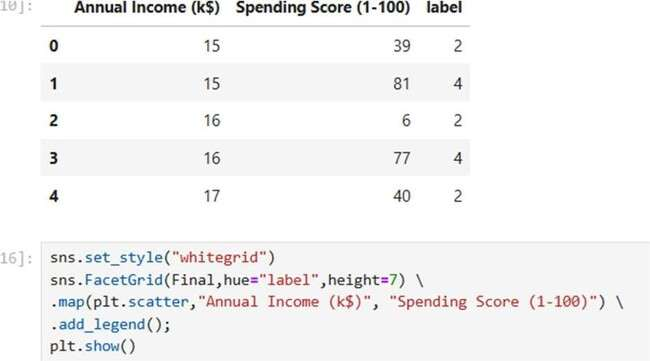 10]:
Annual Income (k$) Spending Score (1-100) label
0 15 39 2
1 15 81 4
2 16 6 2
3 16 77 4
4 17 40 2
16]:
sns.set_style("whitegrid")
sns.FacetGrid(Final,hue="label",height=7) \
.map(plt.scatter,"Annual Income (k$)", "Spending Score (1-100)") \
.add_legend();
plt.show()